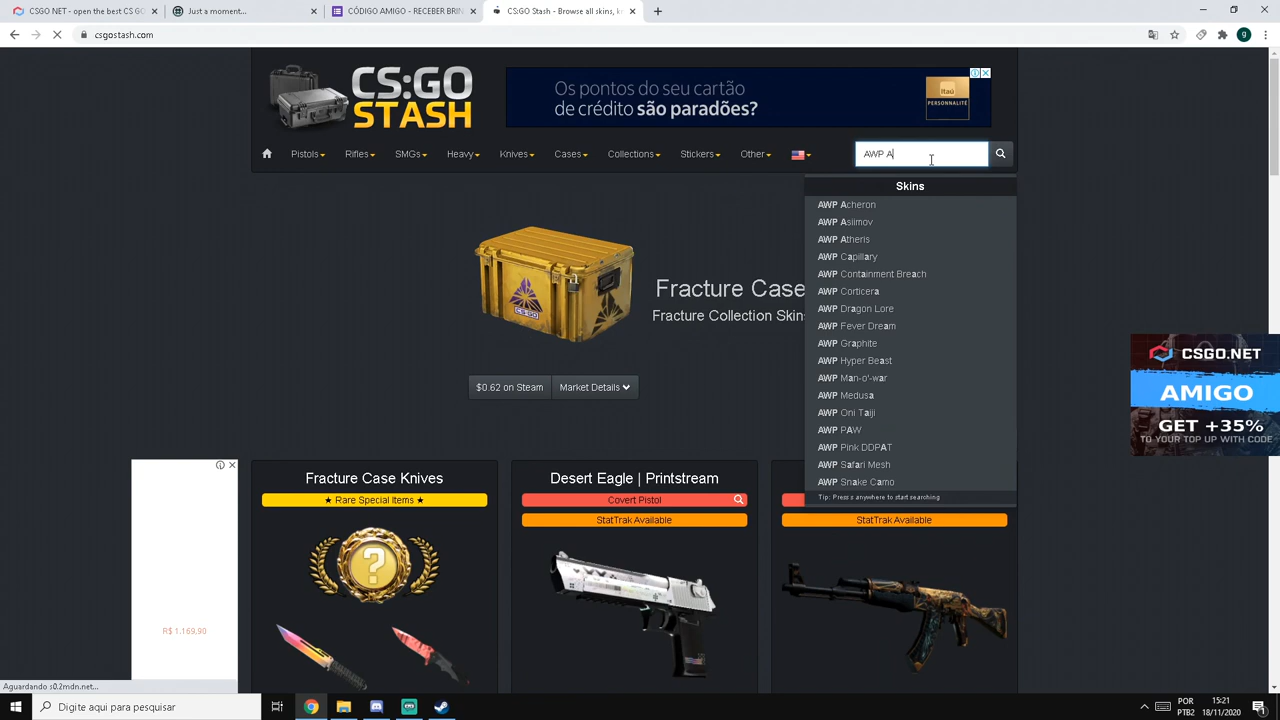 CSGO.NET - open the best CS GO
Just a moment...
CÓDIGO AMIGO - RECEBER BRIN
CS:GO Stash - Browse all skins, k
csgostash.com
g
CS:GO STASH
Os pontos do seu cartão
de crédito são paradões?
Itaú
PERSONNALITÉ
Pistols
Rifles
SMGs
Heavy
Knives
Cases
Collections
Stickers
Other
AWP A
Skins
AWP Acheron
AWP Asiimov
AWP Atheris
AWP Capillary
AWP Containment Breach
AWP Corticera
AWP Dragon Lore
AWP Fever Dream
AWP Graphite
AWP Hyper Beast
AWP Man-o'-war
AWP Medusa
AWP Oni Taiji
AWP PAW
AWP Pink DDPAT
AWP Safari Mesh
AWP Snake Camo
Tip: Press s anywhere to start searching
CS:GO
Fracture Case
Fracture Collection Skins
$0.62 on Steam
Market Details
CSGO.NET
AMIGO
GET +35%
TO YOUR TOP UP WITH CODE
R$ 1.169,90
Fracture Case Knives
★ Rare Special Items ★
?
Desert Eagle | Printstream
Covert Pistol
StatTrak Available
StatTrak Available
Aguardando s0.2mdn.net...
Digite aqui para pesquisar
POR
PTB2
15:21
18/11/2020
1